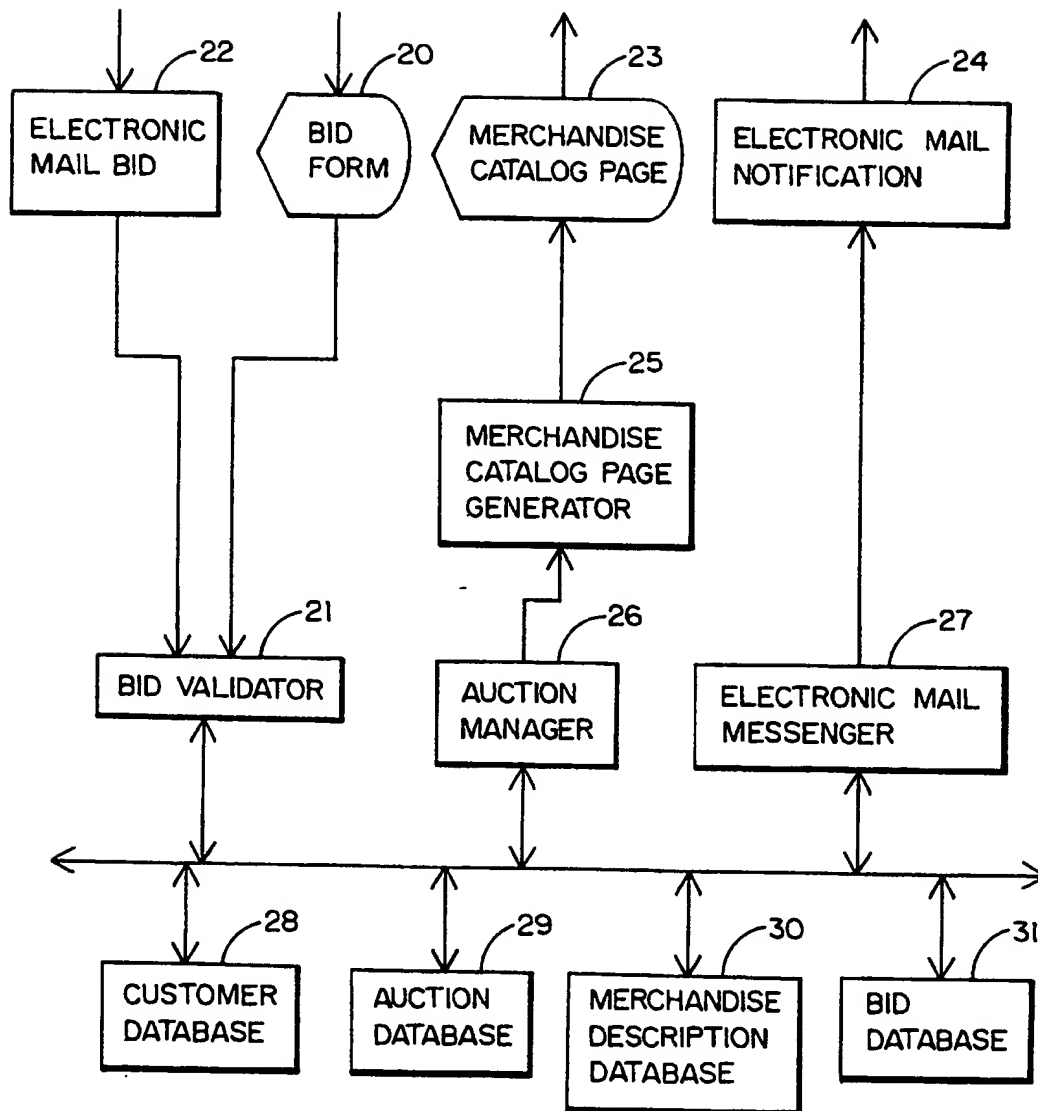 22
20
23
24
ELECTRONIC
MAIL BID
BID
FORM
MERCHANDISE
CATALOG PAGE
ELECTRONIC MAIL
NOTIFICATION
25
MERCHANDISE
CATALOG PAGE
GENERATOR
21
26
27
BID VALIDATOR
AUCTION
MANAGER
ELECTRONIC MAIL
MESSENGER
28
29
30
31
CUSTOMER
DATABASE
AUCTION
DATABASE
MERCHANDISE
DESCRIPTION
DATABASE
BID
DATABASE